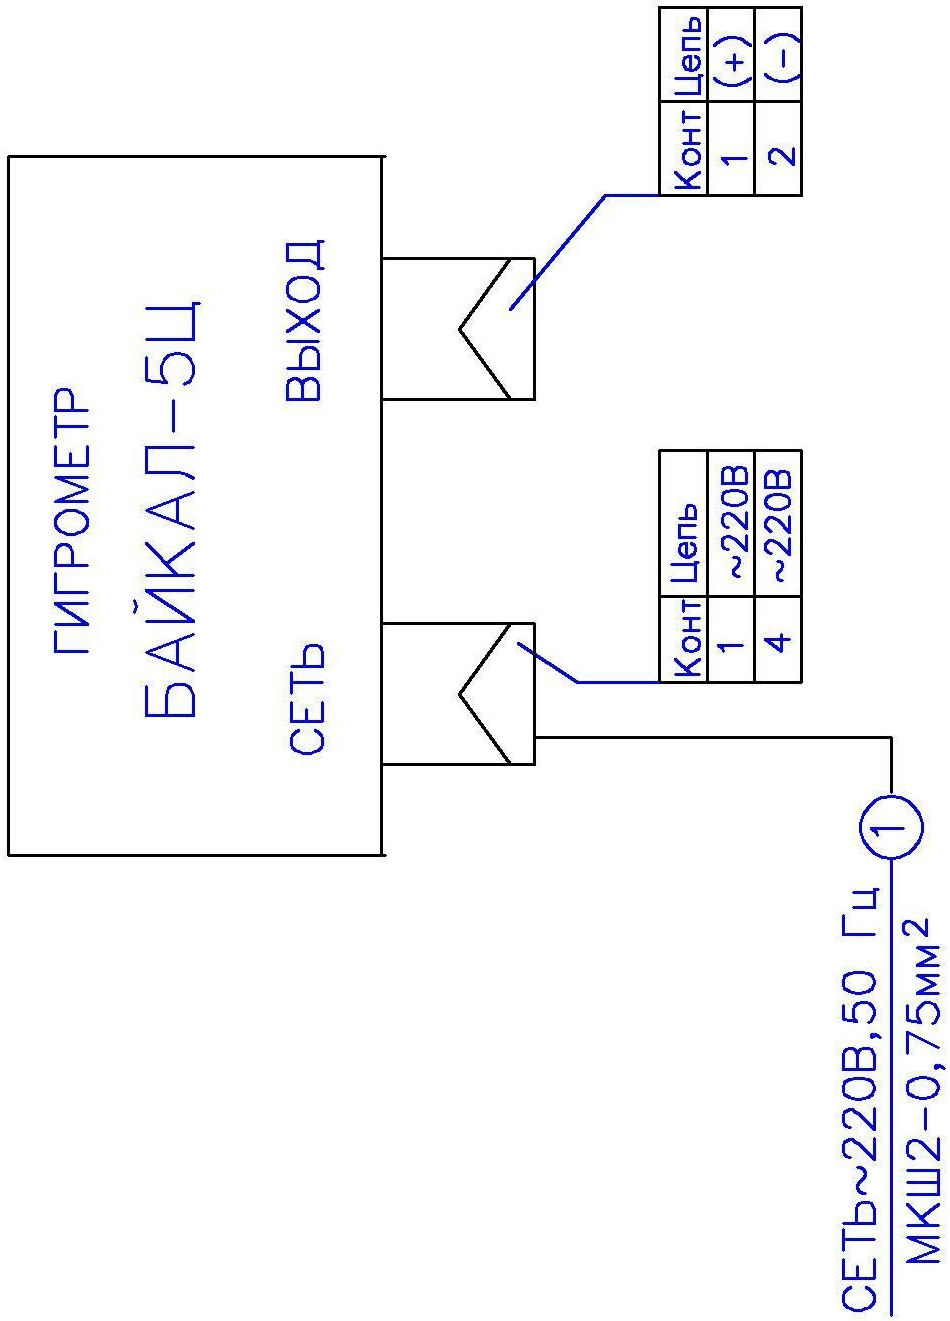 ГИГРОМЕТР
БАЙКАЛ-5Ц
СЕТЬ
ВЫХОД
Конт Цепь
1 ~220В
4 ~220В
Конт Цепь
1 (+)
2 (-)
СЕТЬ~220В,50 Гц
1
МКШ2-0,75мм²